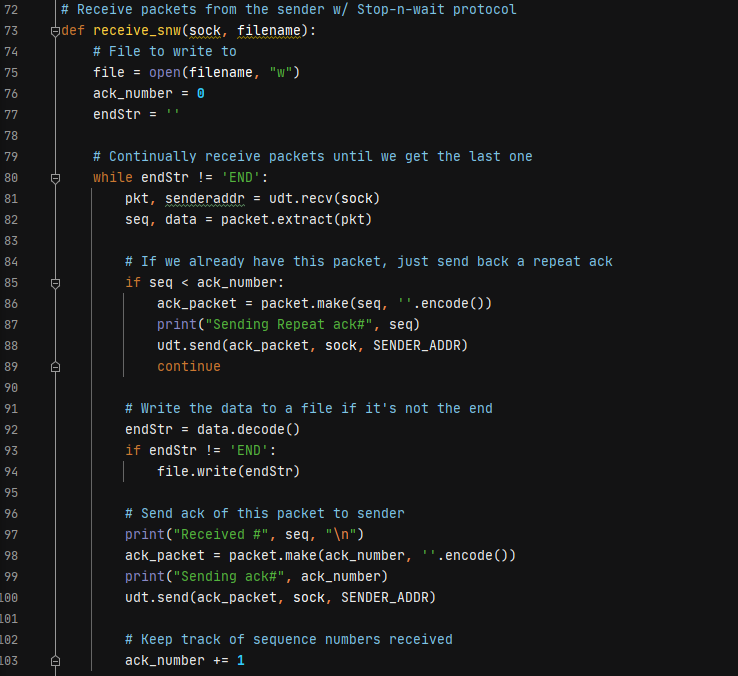 72 # Receive packets from the sender w/ Stop-n-wait protocol
73 def receive_snw(sock, filename):
74     # File to write to
75     file = open(filename, "w")
76     ack_number = 0
77     endStr = ''
78
79     # Continually receive packets until we get the last one
80     while endStr != 'END':
81         pkt, senderaddr = udt.recv(sock)
82         seq, data = packet.extract(pkt)
83
84         # If we already have this packet, just send back a repeat ack
85         if seq < ack_number:
86             ack_packet = packet.make(seq, ''.encode())
87             print("Sending Repeat ack#", seq)
88             udt.send(ack_packet, sock, SENDER_ADDR)
89             continue
90
91         # Write the data to a file if it's not the end
92         endStr = data.decode()
93         if endStr != 'END':
94             file.write(endStr)
95
96         # Send ack of this packet to sender
97         print("Received #", seq, "\n")
98         ack_packet = packet.make(ack_number, ''.encode())
99         print("Sending ack#", ack_number)
100         udt.send(ack_packet, sock, SENDER_ADDR)
101
102         # Keep track of sequence numbers received
103         ack_number += 1